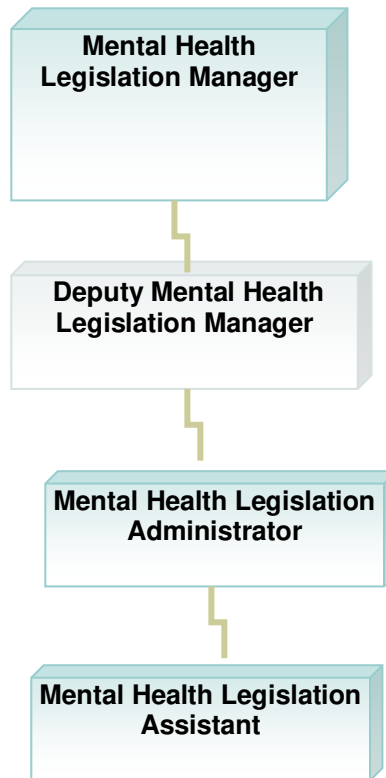 Mental Health
Legislation Manager
Deputy Mental Health
Legislation Manager
Mental Health Legislation
Administrator
Mental Health Legislation
Assistant